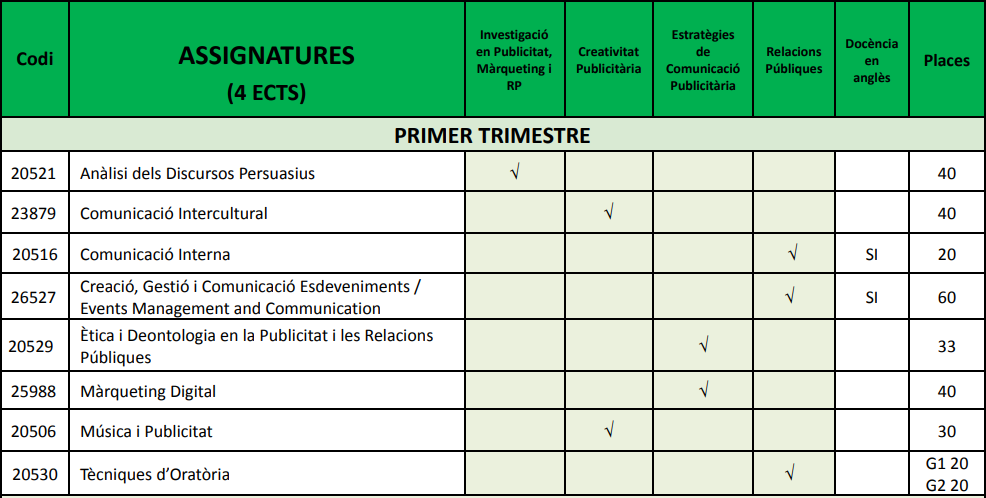 Codi
ASSIGNATURES
(4 ECTS)
Investigació
en Publicitat,
Màrqueting i
RP
Creativitat
Publicitària
Estratègies
de
Comunicació
Publicitària
Relacions
Públiques
Docència
en
anglès
Places
PRIMER TRIMESTRE
20521 Anàlisi dels Discursos Persuasius √ 40
23879 Comunicació Intercultural √ 40
20516 Comunicació Interna √ SI 20
26527 Creació, Gestió i Comunicació Esdeveniments /
Events Management and Communication √ SI 60
20529 Ètica i Deontologia en la Publicitat i les Relacions
Públiques √ 33
25988 Màrqueting Digital √ 40
20506 Música i Publicitat √ 30
20530 Tècniques d’Oratòria √ G1 20
G2 20